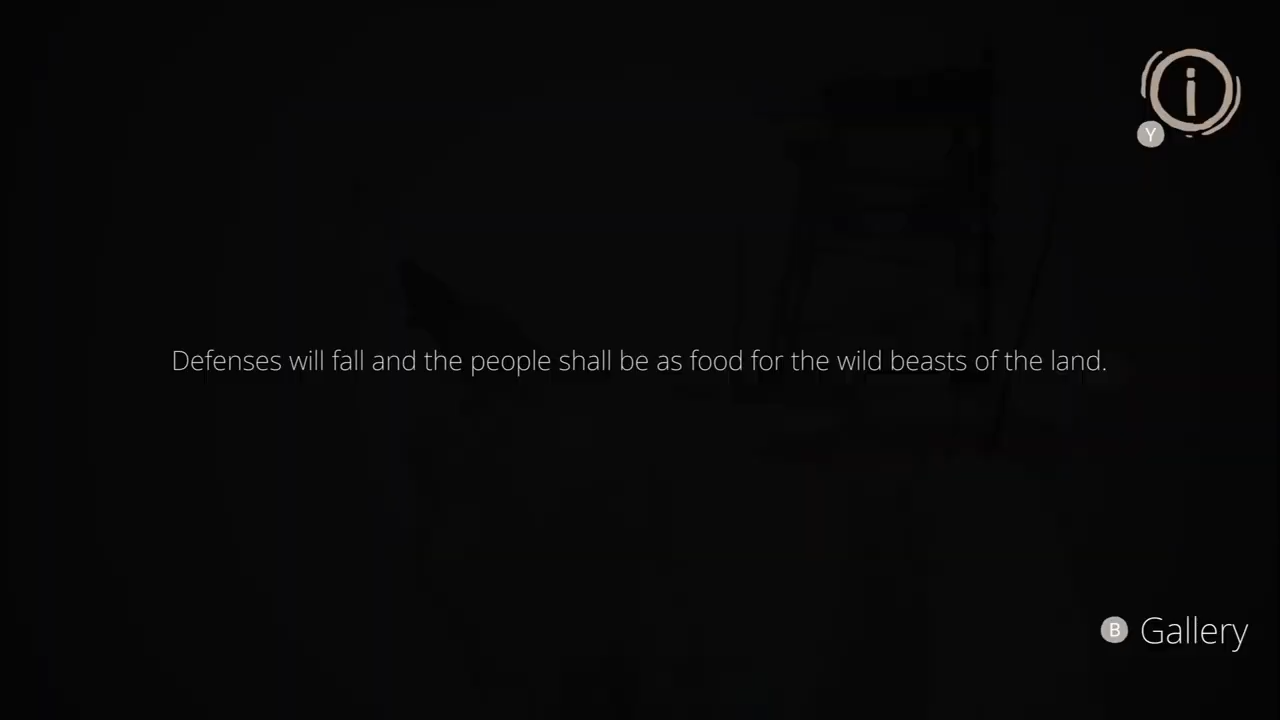 i
Y
Defenses will fall and the people shall be as food for the wild beasts of the land.
B Gallery